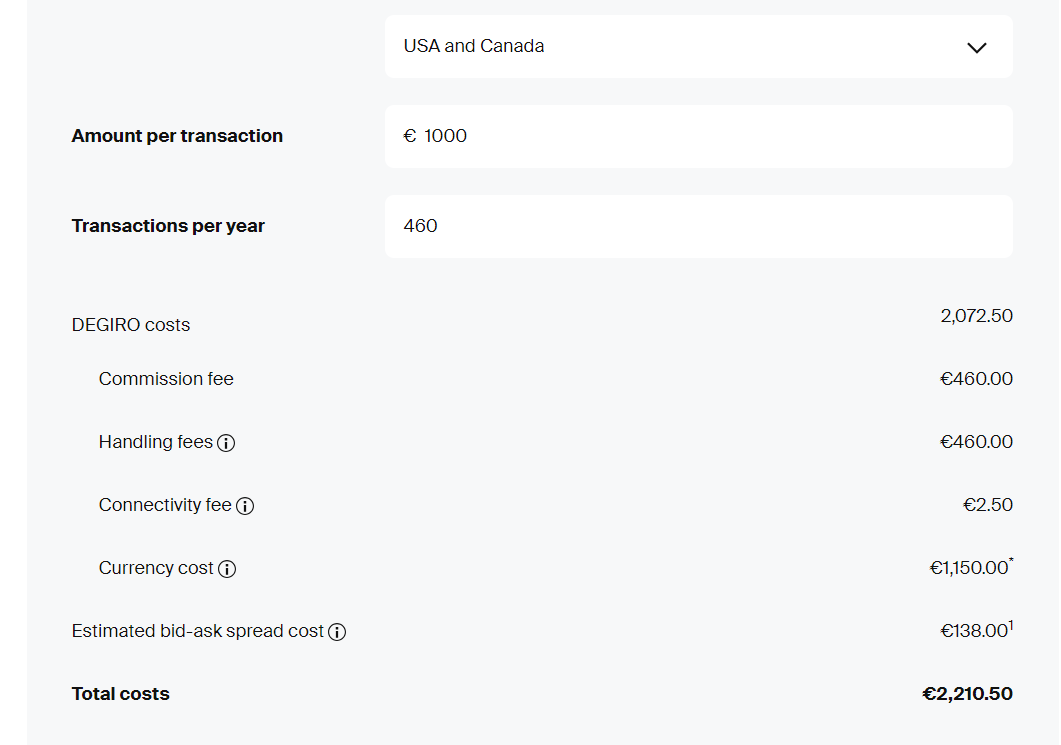 USA and Canada
Amount per transaction € 1000
Transactions per year 460
DEGIRO costs 2,072.50
Commission fee €460.00
Handling fees €460.00
Connectivity fee €2.50
Currency cost €1,150.00*
Estimated bid-ask spread cost €138.00¹
Total costs €2,210.50